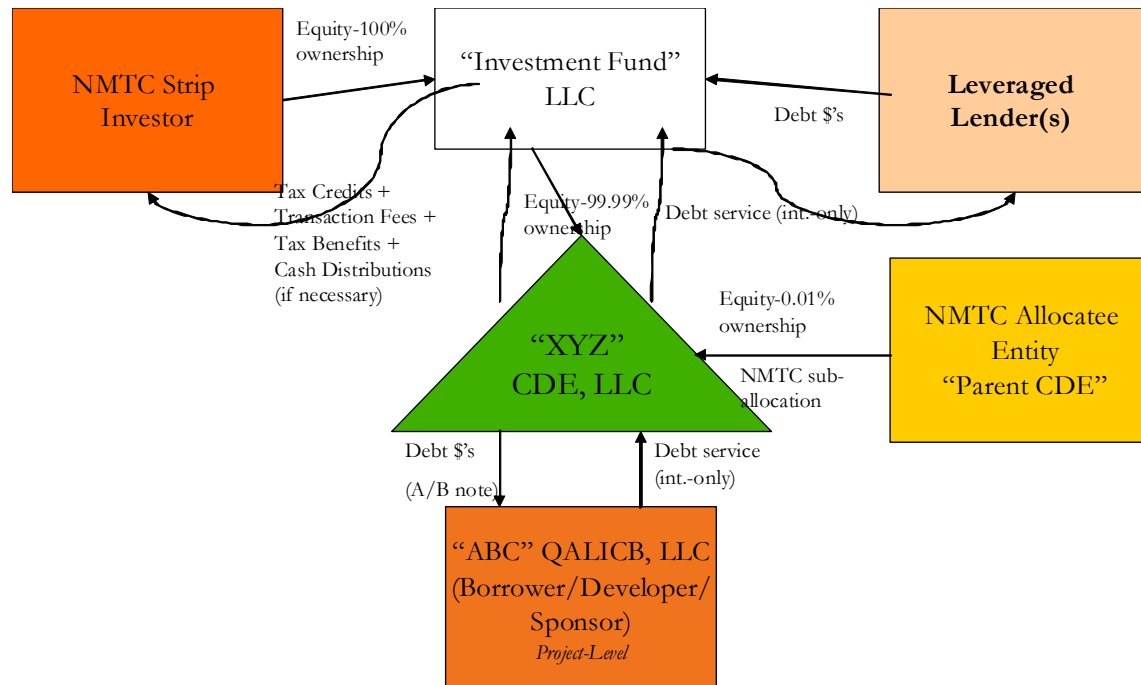 Equity-100%
ownership
NMTC Strip
Investor
“Investment Fund”
LLC
Leveraged
Lender(s)
Debt $’s
Tax Credits +
Transaction Fees +
Tax Benefits +
Cash Distributions
(if necessary)
Equity-99.99%
ownership
Debt service (int.-only)
Equity-0.01%
ownership
NMTC sub-
allocation
NMTC Allocatee
Entity
“Parent CDE”
“XYZ”
CDE, LLC
Debt $’s
(A/B note)
Debt service
(int.-only)
“ABC” QALICB, LLC
(Borrower/Developer/
Sponsor)
Project-Level